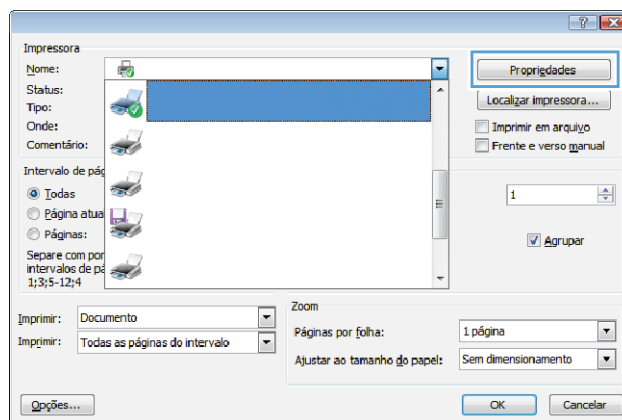 Impressora
Nome:
Propriedades
Status:
Tipo:
Localizar impressora...
Onde:
Imprimir em arquivo
Comentário:
Frente e verso manual
Intervalo de pág
Todas
1
Página atua
Páginas:
Agrupar
Separe com por
intervalos de pá
1;3;5-12;4
Imprimir: Documento
Imprimir: Todas as páginas do intervalo
Zoom
Páginas por folha: 1 página
Ajustar ao tamanho do papel: Sem dimensionamento
Opções...
OK
Cancelar